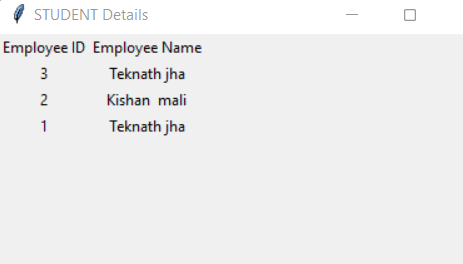 STUDENT Details
Employee ID Employee Name
3 Teknath jha
2 Kishan  mali
1 Teknath jha